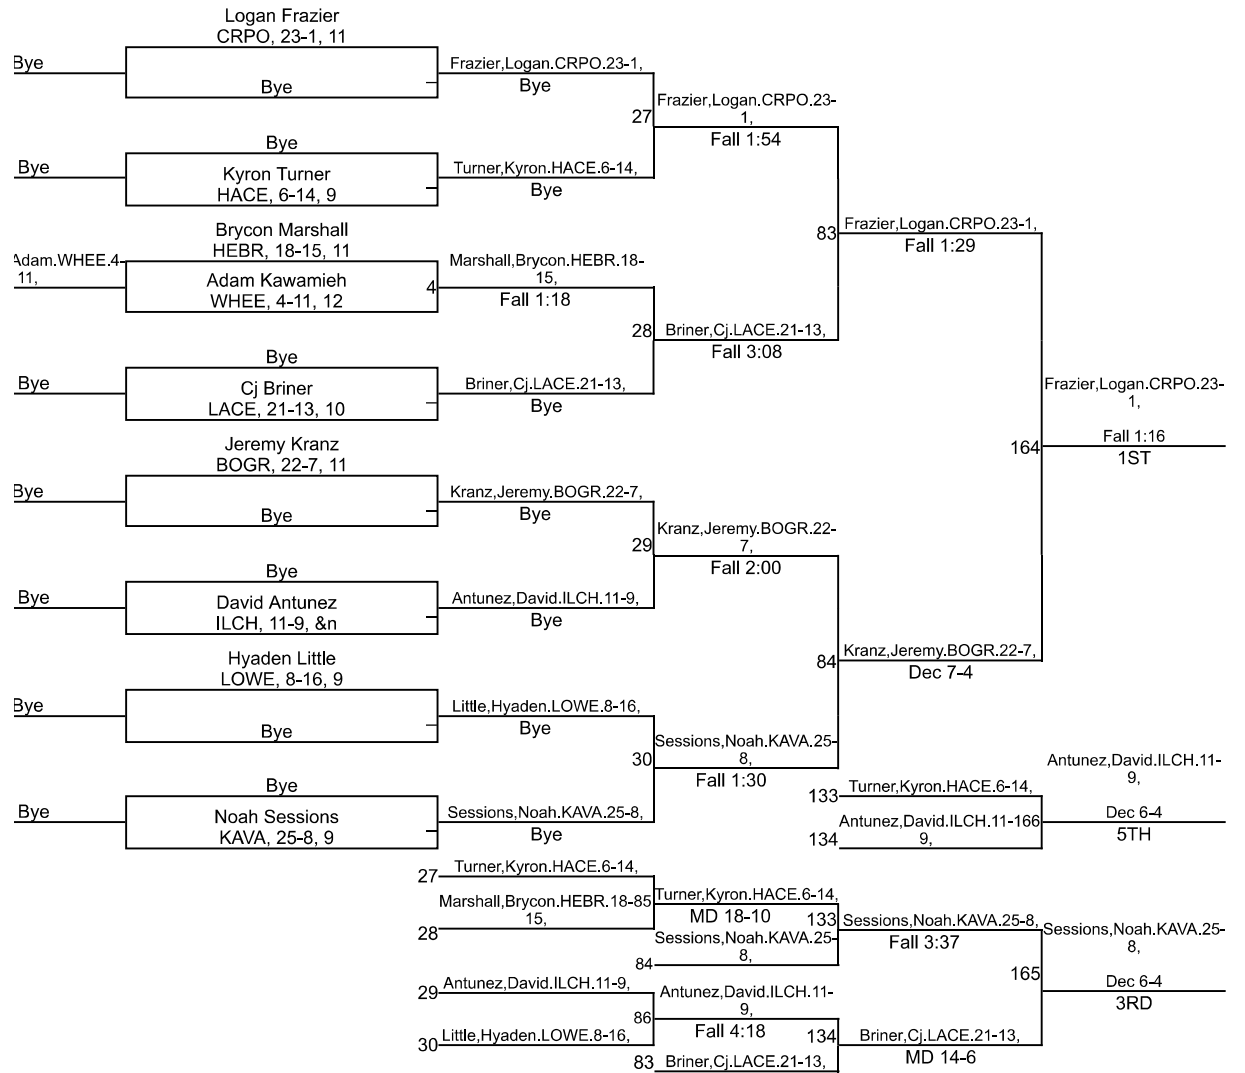 Logan Frazier
CRPO, 23-1, 11
Bye
Bye
Frazier,Logan.CRPO.23-1,
Bye
27
Frazier,Logan.CRPO.23-
1,
Fall 1:54
Bye
Bye
Kyron Turner
HACE, 6-14, 9
Turner,Kyron.HACE.6-14,
Bye
83
Frazier,Logan.CRPO.23-1,
Fall 1:29
Brycon Marshall
HEBR, 18-15, 11
Adam.WHEE.4-
11,
Adam Kawamieh
WHEE, 4-11, 12
4
Marshall,Brycon.HEBR.18-
15,
Fall 1:18
28
Briner,Cj.LACE.21-13,
Fall 3:08
Bye
Bye
Cj Briner
LACE, 21-13, 10
Briner,Cj.LACE.21-13,
Bye
Frazier,Logan.CRPO.23-
1,
164
Fall 1:16
1ST
Jeremy Kranz
BOGR, 22-7, 11
Bye
Bye
Kranz,Jeremy.BOGR.22-7,
Bye
29
Kranz,Jeremy.BOGR.22-
7,
Fall 2:00
Bye
Bye
David Antunez
ILCH, 11-9, &n
Antunez,David.ILCH.11-9,
Bye
84
Kranz,Jeremy.BOGR.22-7,
Dec 7-4
Hyaden Little
LOWE, 8-16, 9
Bye
Bye
Little,Hyaden.LOWE.8-16,
Bye
30
Sessions,Noah.KAVA.25-
8,
Fall 1:30
Bye
Bye
Noah Sessions
KAVA, 25-8, 9
Sessions,Noah.KAVA.25-8,
Bye
133
Turner,Kyron.HACE.6-14,
134
Antunez,David.ILCH.11-166
9,
Antunez,David.ILCH.11-
9,
Dec 6-4
5TH
27
Turner,Kyron.HACE.6-14,
28
Marshall,Brycon.HEBR.18-85
15,
Turner,Kyron.HACE.6-14,
MD 18-10
84
Sessions,Noah.KAVA.25-
8,
133
Sessions,Noah.KAVA.25-8,
Fall 3:37
165
Sessions,Noah.KAVA.25-
8,
Dec 6-4
3RD
29
Antunez,David.ILCH.11-9,
30
Little,Hyaden.LOWE.8-16,
86
Antunez,David.ILCH.11-
9,
Fall 4:18
83
Briner,Cj.LACE.21-13,
134
Briner,Cj.LACE.21-13,
MD 14-6